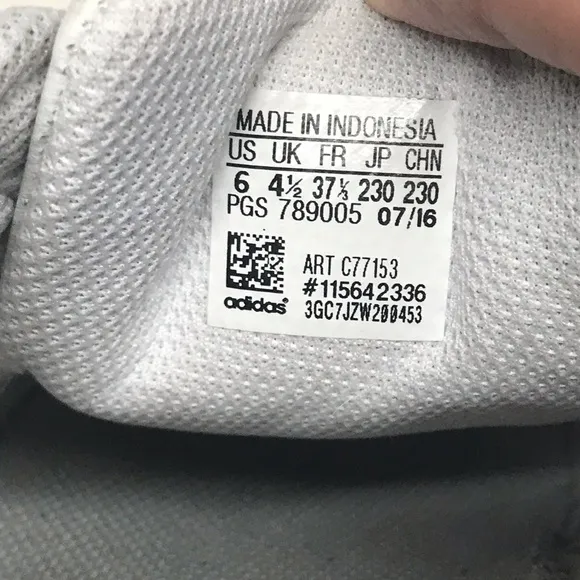 MADE IN INDONESIA
US UK FR JP CHN
6 4½ 37⅓ 230 230
PGS 789005 07/16
ART C77153
#115642336
adidas® 3GC7JZW200453